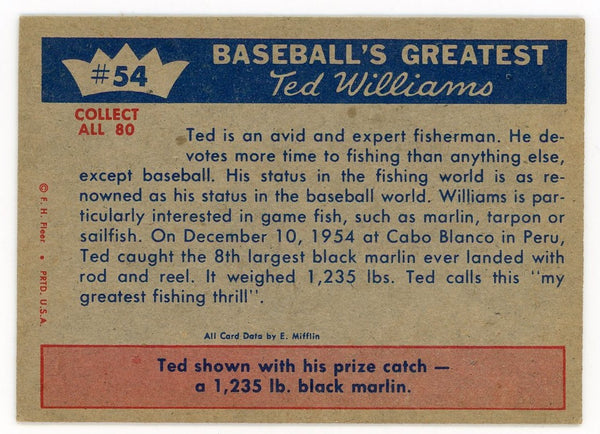 #54
BASEBALL'S GREATEST
Ted Williams
COLLECT
ALL 80
Ted is an avid and expert fisherman. He de-
votes more time to fishing than anything else,
except baseball. His status in the fishing world is as re-
nowned as his status in the baseball world. Williams is par-
ticularly interested in game fish, such as marlin, tarpon or
sailfish. On December 10, 1954 at Cabo Blanco in Peru,
Ted caught the 8th largest black marlin ever landed with
rod and reel. It weighed 1,235 lbs. Ted calls this "my
greatest fishing thrill".
© F. H. Fleer • PRTD. U.S.A.
All Card Data by E. Mifflin
Ted shown with his prize catch —
a 1,235 lb. black marlin.